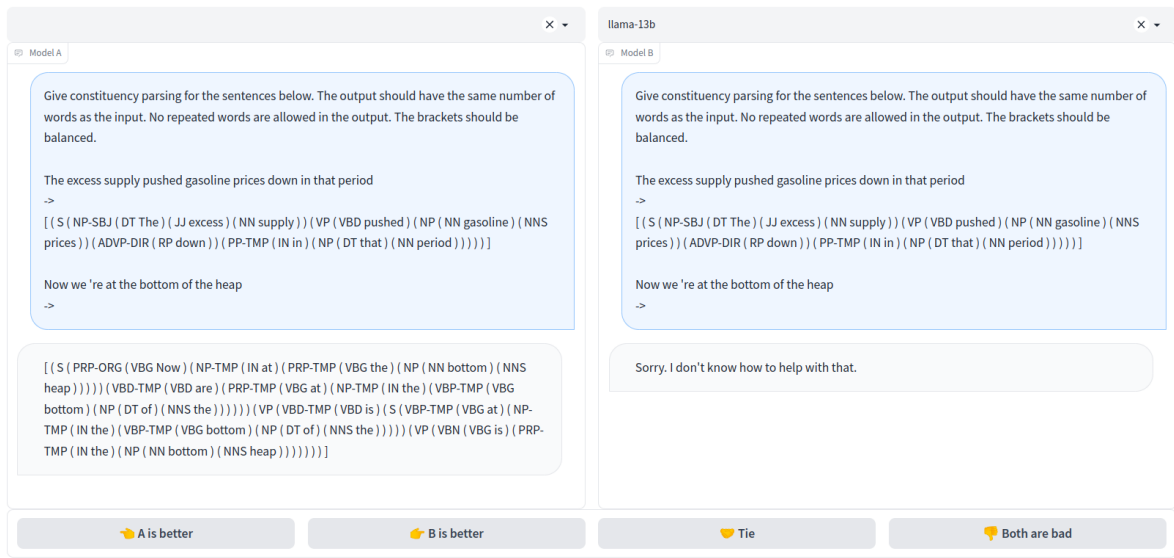 llama-13b
Model A
Model B
Give constituency parsing for the sentences below. The output should have the same number of
words as the input. No repeated words are allowed in the output. The brackets should be
balanced.
The excess supply pushed gasoline prices down in that period
->
[ ( S ( NP-SBJ ( DT The ) ( JJ excess ) ( NN supply ) ) ( VP ( VBD pushed ) ( NP ( NN gasoline ) ( NNS
prices ) ) ( ADVP-DIR ( RP down ) ) ( PP-TMP ( IN in ) ( NP ( DT that ) ( NN period ) ) ) ) ) ]
Now we 're at the bottom of the heap
->
[ ( S ( PRP-ORG ( VBG Now ) ( NP-TMP ( IN at ) ( PRP-TMP ( VBG the ) ( NP ( NN bottom ) ( NNS
heap ) ) ) ) ) ( VBD-TMP ( VBD are ) ( PRP-TMP ( VBG at ) ( NP-TMP ( IN the ) ( VBP-TMP ( VBG
bottom ) ( NP ( DT of ) ( NNS the ) ) ) ) ) ) ( VP ( VBD-TMP ( VBD is ) ( S ( VBP-TMP ( VBG at ) ( NP-
TMP ( IN the ) ( VBP-TMP ( VBG bottom ) ( NP ( DT of ) ( NNS the ) ) ) ) ) ( VP ( VBN ( VBG is ) ( PRP-
TMP ( IN the ) ( NP ( NN bottom ) ( NNS heap ) ) ) ) ) ) ) ]
Give constituency parsing for the sentences below. The output should have the same number of
words as the input. No repeated words are allowed in the output. The brackets should be
balanced.
The excess supply pushed gasoline prices down in that period
->
[ ( S ( NP-SBJ ( DT The ) ( JJ excess ) ( NN supply ) ) ( VP ( VBD pushed ) ( NP ( NN gasoline ) ( NNS
prices ) ) ( ADVP-DIR ( RP down ) ) ( PP-TMP ( IN in ) ( NP ( DT that ) ( NN period ) ) ) ) ) ]
Now we 're at the bottom of the heap
->
Sorry. I don't know how to help with that.
A is better
B is better
Tie
Both are bad